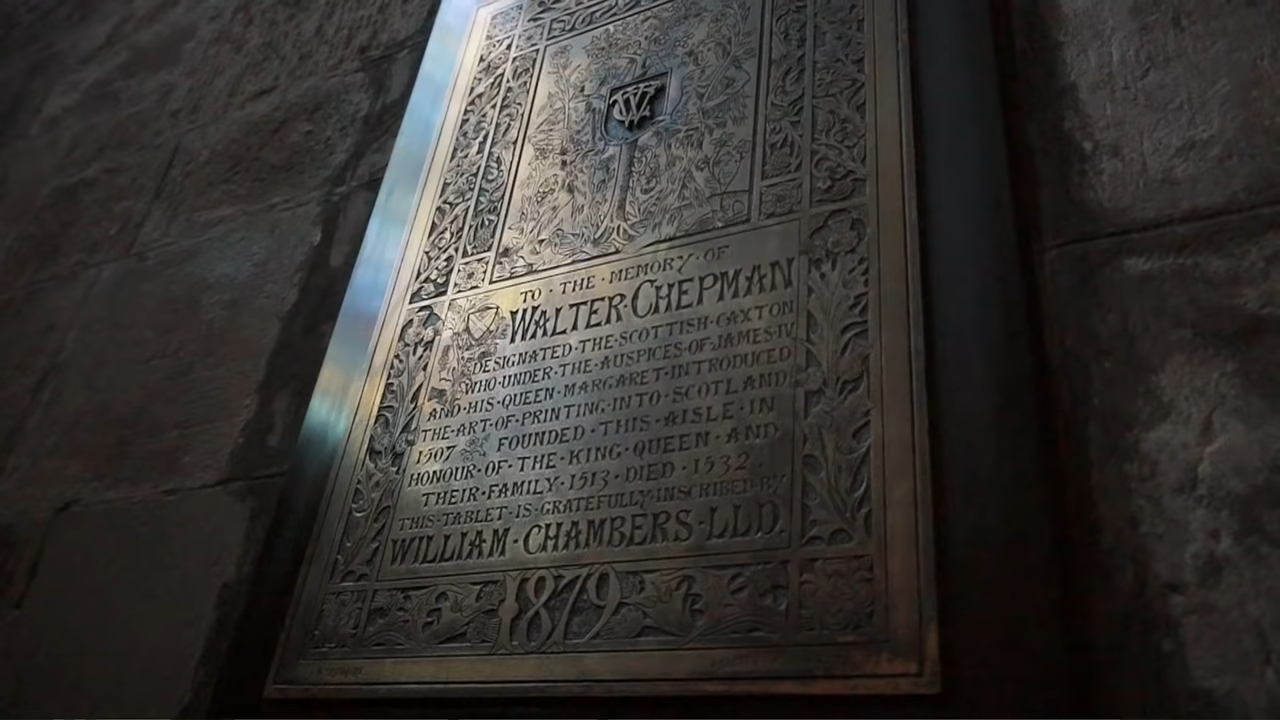 TO · THE · MEMORY · OF
WALTER · CHEPMAN
DESIGNATED · THE · SCOTTISH · CAXTON
WHO · UNDER · THE · AUSPICES · OF · JAMES · IV
AND · HIS · QUEEN · MARGARET · INTRODUCED
THE · ART · OF · PRINTING · INTO · SCOTLAND
1507 FOUNDED · THIS · AISLE · IN
HONOUR · OF · THE · KING · QUEEN · AND
THEIR · FAMILY · 1513 · DIED · 1532 ·
THIS · TABLET · IS · GRATEFULLY · INSCRIBED · BY
WILLIAM · CHAMBERS · LLD.
1879